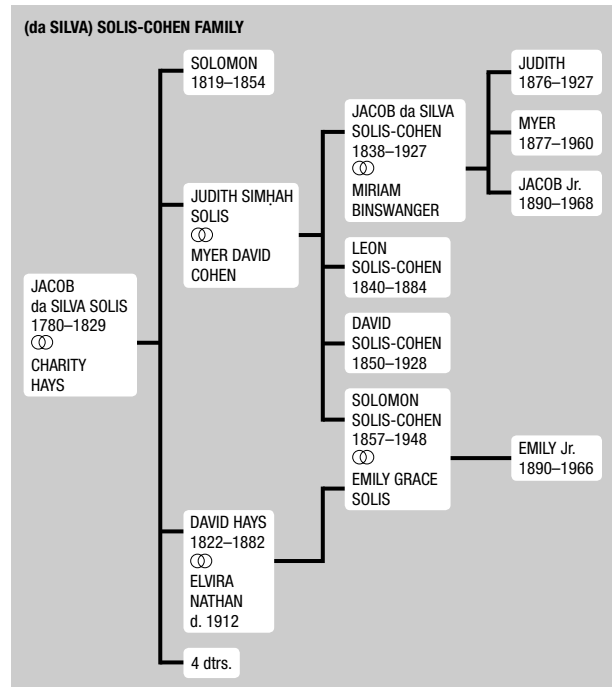 (da SILVA) SOLIS-COHEN FAMILY
SOLOMON
1819–1854
JUDITH SIMḤAH
SOLIS
MYER DAVID
COHEN
JACOB
da SILVA SOLIS
1780–1829
CHARITY
HAYS
DAVID HAYS
1822–1882
ELVIRA
NATHAN
d. 1912
4 dtrs.
JACOB da SILVA
SOLIS-COHEN
1838–1927
MIRIAM
BINSWANGER
LEON
SOLIS-COHEN
1840–1884
DAVID
SOLIS-COHEN
1850–1928
SOLOMON
SOLIS-COHEN
1857–1948
EMILY GRACE
SOLIS
JUDITH
1876–1927
MYER
1877–1960
JACOB Jr.
1890–1968
EMILY Jr.
1890–1966